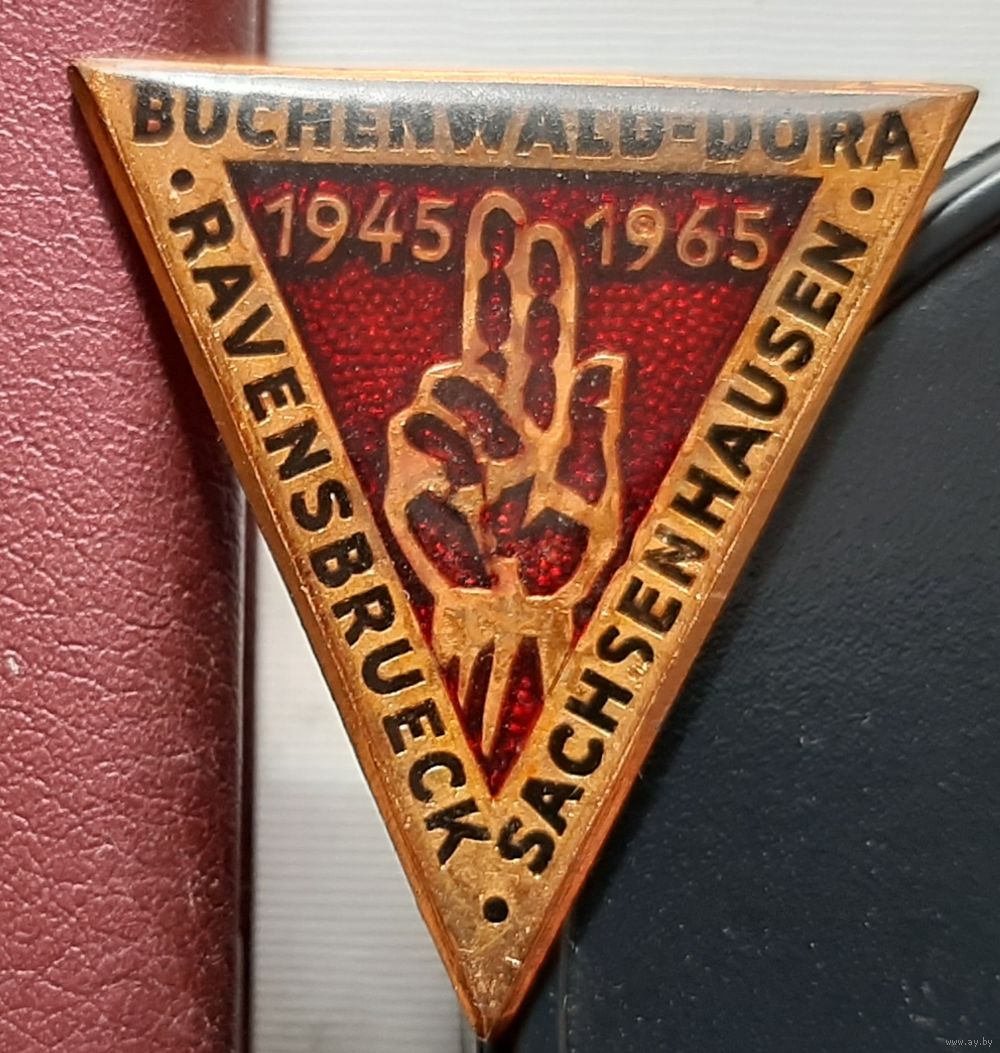 BUCHENWALD-DORA
1945 1965
• RAVENSBRUECK
• SACHSENHAUSEN •
www.ay.by